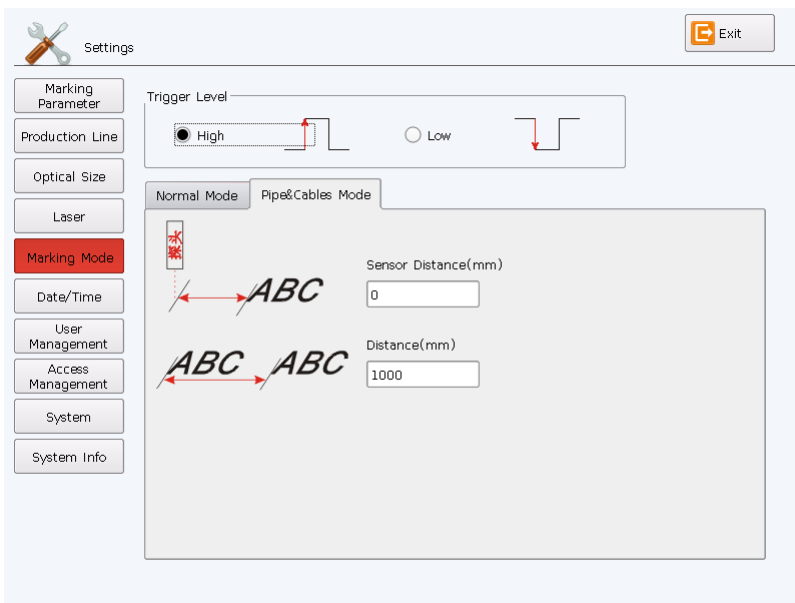 Settings
Exit
Marking
Parameter
Production Line
Optical Size
Laser
Marking Mode
Date/Time
User
Management
Access
Management
System
System Info
Trigger Level
High
Low
Normal Mode
Pipe&Cables Mode
探头
ABC
Sensor Distance(mm)
0
ABC ABC
Distance(mm)
1000